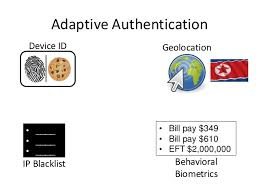 Adaptive Authentication
Device ID
Geolocation
• Bill pay $349
• Bill pay $610
• EFT $2,000,000
IP Blacklist
Behavioral
Biometrics